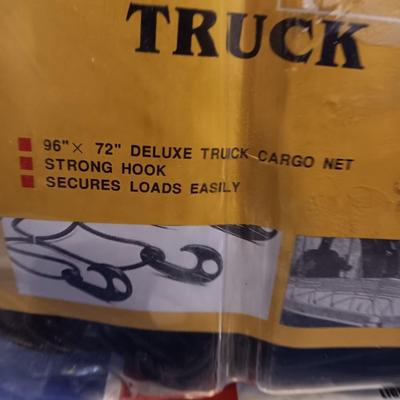 TRUCK
96" × 72" DELUXE TRUCK CARGO NET
STRONG HOOK
SECURES LOADS EASILY